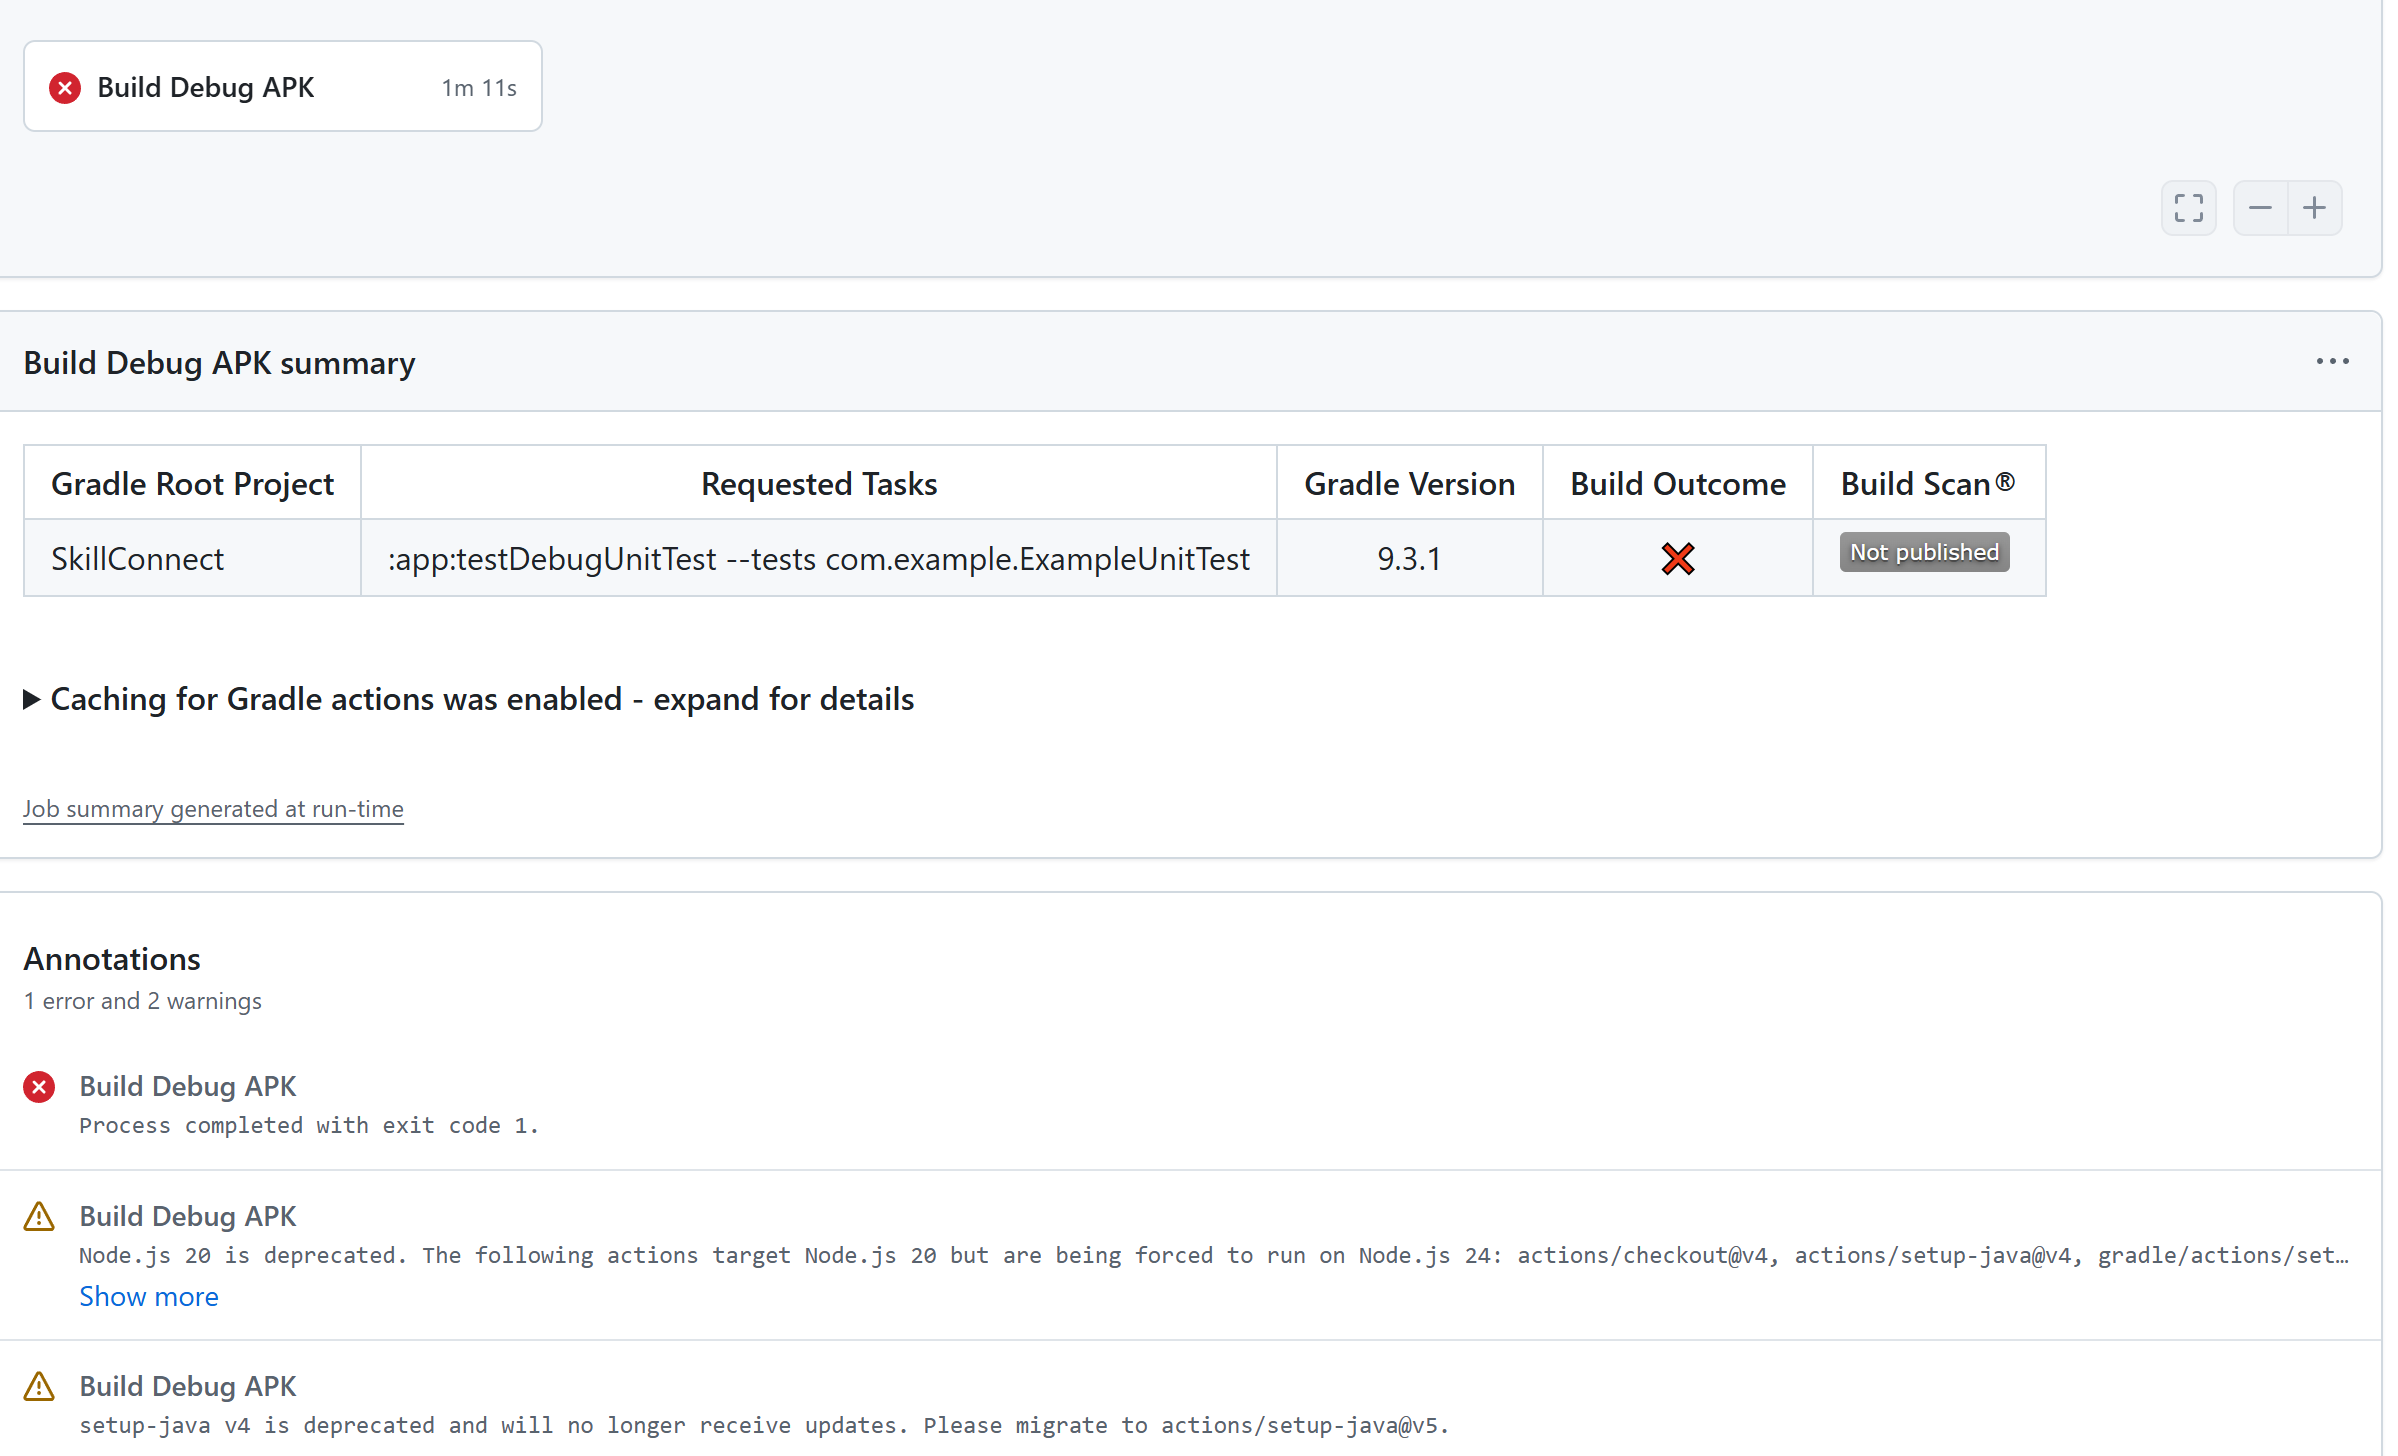 Build Debug APK 1m 11s
Build Debug APK summary
Gradle Root Project Requested Tasks Gradle Version Build Outcome Build Scan®
SkillConnect :app:testDebugUnitTest --tests com.example.ExampleUnitTest 9.3.1 Not published
Caching for Gradle actions was enabled - expand for details
Job summary generated at run-time
Annotations
1 error and 2 warnings
Build Debug APK
Process completed with exit code 1.
Build Debug APK
Node.js 20 is deprecated. The following actions target Node.js 20 but are being forced to run on Node.js 24: actions/checkout@v4, actions/setup-java@v4, gradle/actions/set…
Show more
Build Debug APK
setup-java v4 is deprecated and will no longer receive updates. Please migrate to actions/setup-java@v5.